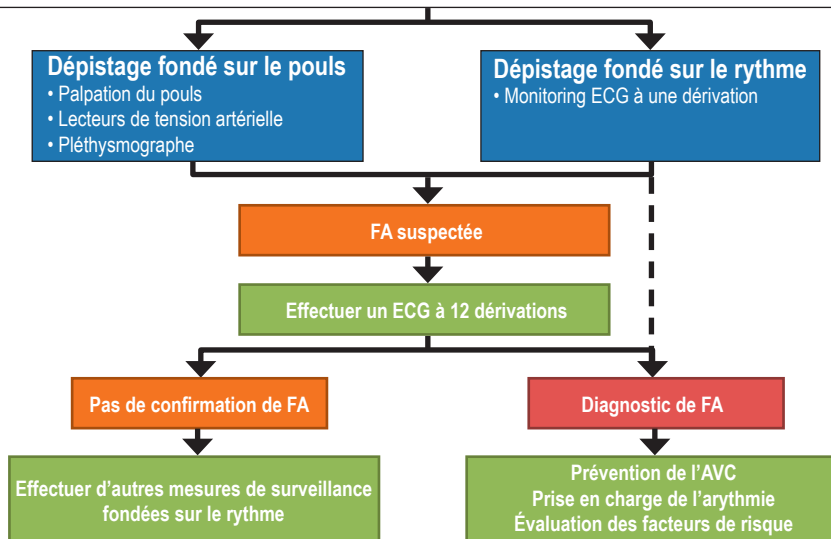 Dépistage fondé sur le pouls
• Palpation du pouls
• Lecteurs de tension artérielle
• Pléthysmographe
Dépistage fondé sur le rythme
• Monitoring ECG à une dérivation
FA suspectée
Effectuer un ECG à 12 dérivations
Pas de confirmation de FA
Diagnostic de FA
Effectuer d’autres mesures de surveillance
fondées sur le rythme
Prévention de l’AVC
Prise en charge de l’arythmie
Évaluation des facteurs de risque